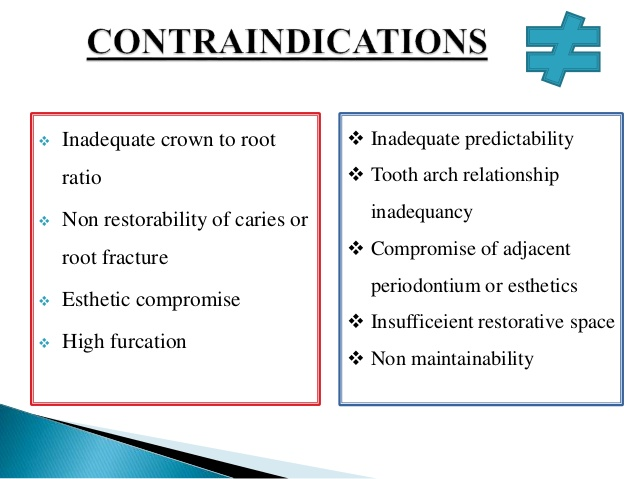 CONTRAINDICATIONS
❖ Inadequate crown to root
ratio
❖ Non restorability of caries or
root fracture
❖ Esthetic compromise
❖ High furcation
❖ Inadequate predictability
❖ Tooth arch relationship
inadequancy
❖ Compromise of adjacent
periodontium or esthetics
❖ Insufficeient restorative space
❖ Non maintainability